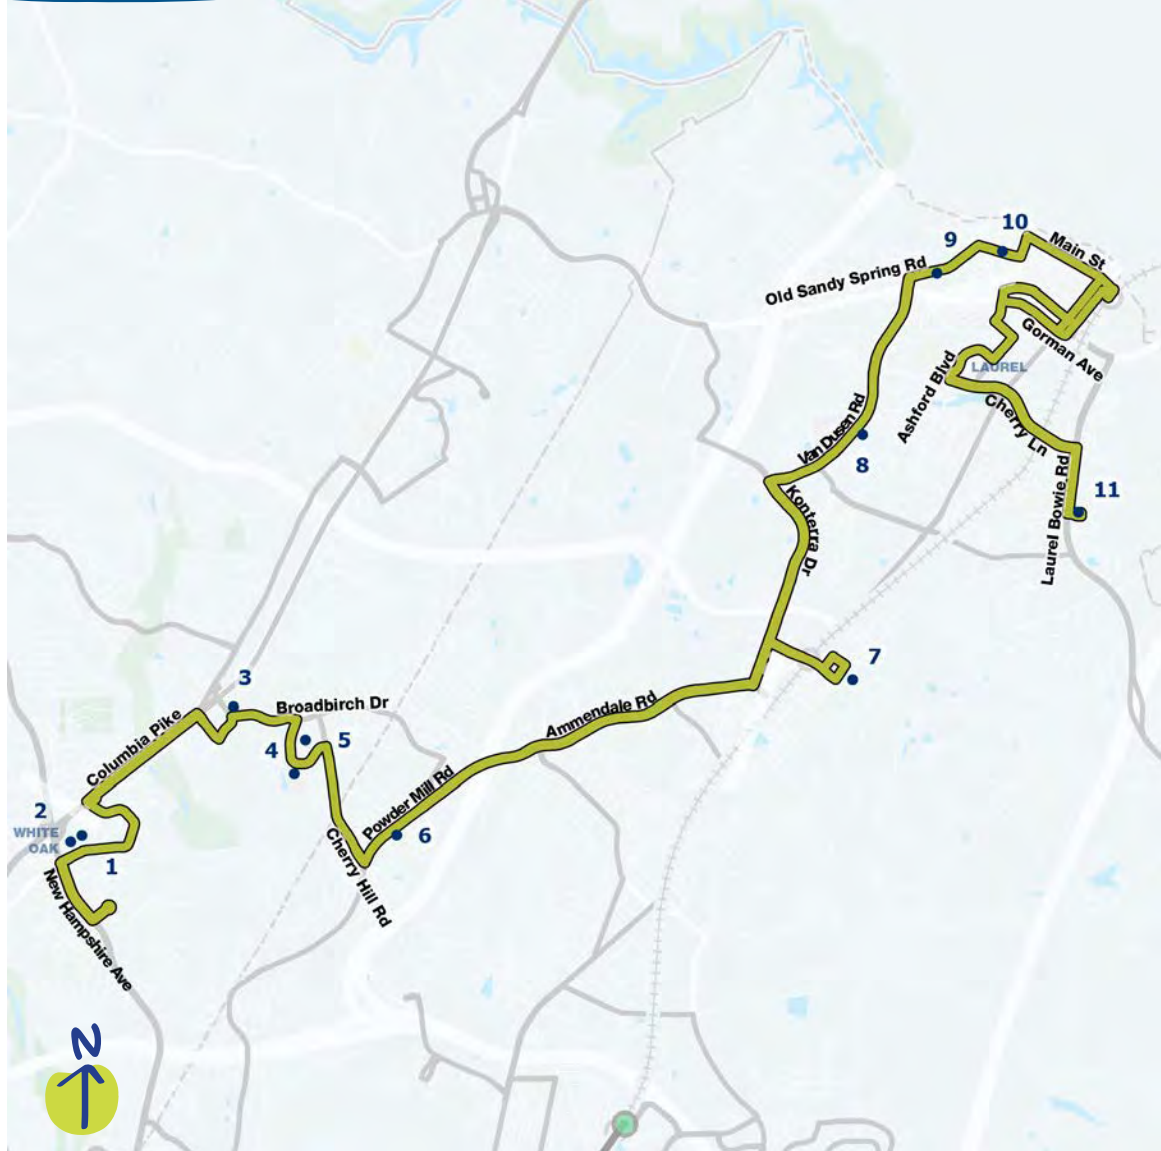 10
Main St
9
Old Sandy Spring Rd
Gorman Ave
LAUREL
Ashford Blvd
Cherry Ln
Van Dusen Rd
8
Konterra Dr
Laurel Bowie Rd
11
7
3
Broadbirch Dr
Columbia Pike
4
5
Ammendale Rd
Powder Mill Rd
6
2
WHITE
OAK
1
Cherry Hill Rd
New Hampshire Ave
N